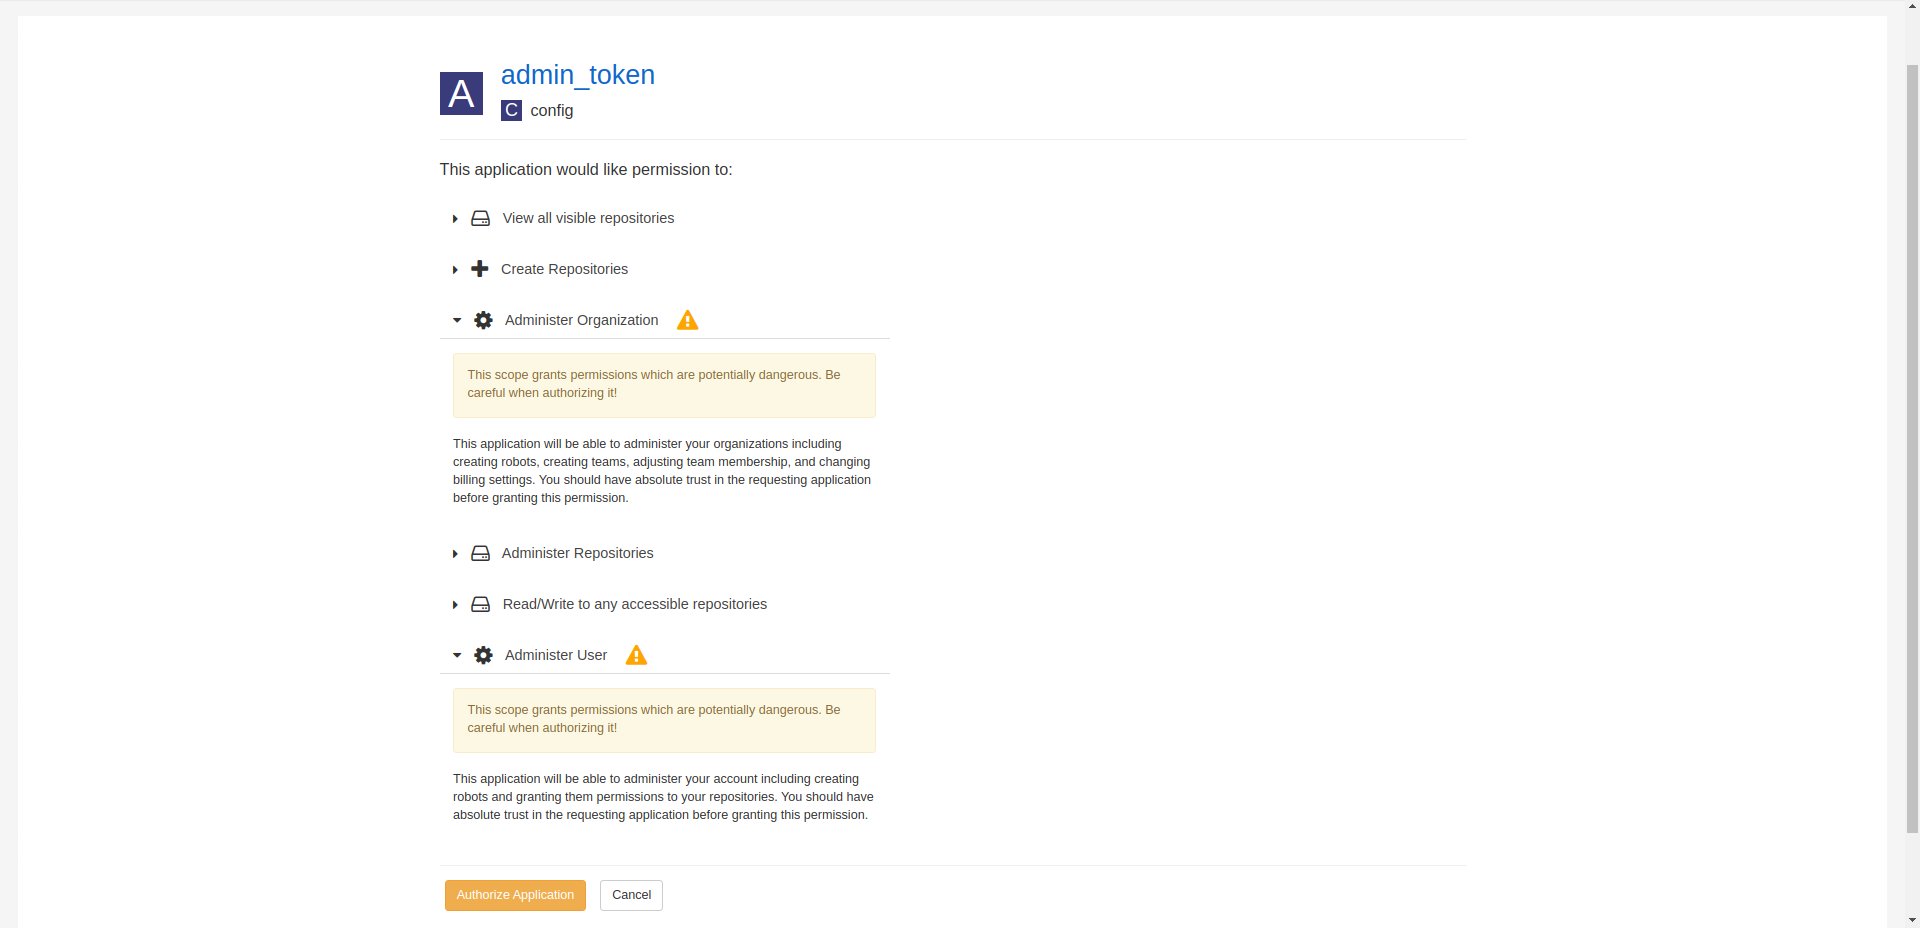 A
admin_token
C
config
This application would like permission to:
View all visible repositories
Create Repositories
Administer Organization
This scope grants permissions which are potentially dangerous. Be
careful when authorizing it!
This application will be able to administer your organizations including
creating robots, creating teams, adjusting team membership, and changing
billing settings. You should have absolute trust in the requesting application
before granting this permission.
Administer Repositories
Read/Write to any accessible repositories
Administer User
This scope grants permissions which are potentially dangerous. Be
careful when authorizing it!
This application will be able to administer your account including creating
robots and granting them permissions to your repositories. You should have
absolute trust in the requesting application before granting this permission.
Authorize Application
Cancel